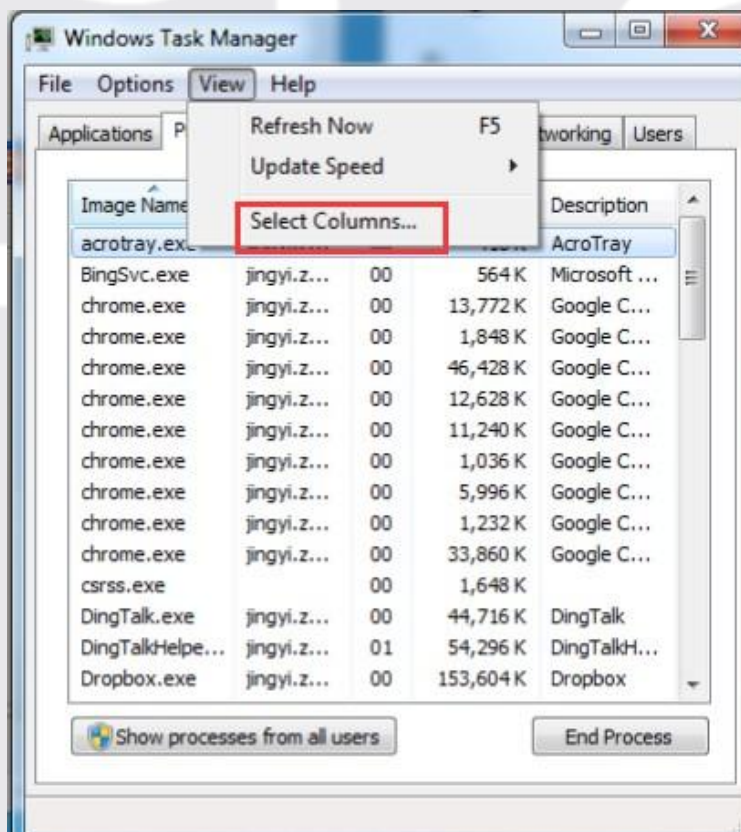 Windows Task Manager
File Options View Help
Applications Refresh Now F5 tworking Users
Update Speed
Image Name Select Columns... Description
acrotray.exe AcroTray
BingSvc.exe jingyi.z... 00 564 K Microsoft ...
chrome.exe jingyi.z... 00 13,772 K Google C...
chrome.exe jingyi.z... 00 1,848 K Google C...
chrome.exe jingyi.z... 00 46,428 K Google C...
chrome.exe jingyi.z... 00 12,628 K Google C...
chrome.exe jingyi.z... 00 11,240 K Google C...
chrome.exe jingyi.z... 00 1,036 K Google C...
chrome.exe jingyi.z... 00 5,996 K Google C...
chrome.exe jingyi.z... 00 1,232 K Google C...
chrome.exe jingyi.z... 00 33,860 K Google C...
csrss.exe 00 1,648 K
DingTalk.exe jingyi.z... 00 44,716 K DingTalk
DingTalkHelpe... jingyi.z... 01 54,296 K DingTalkH...
Dropbox.exe jingyi.z... 00 153,604 K Dropbox
Show processes from all users End Process